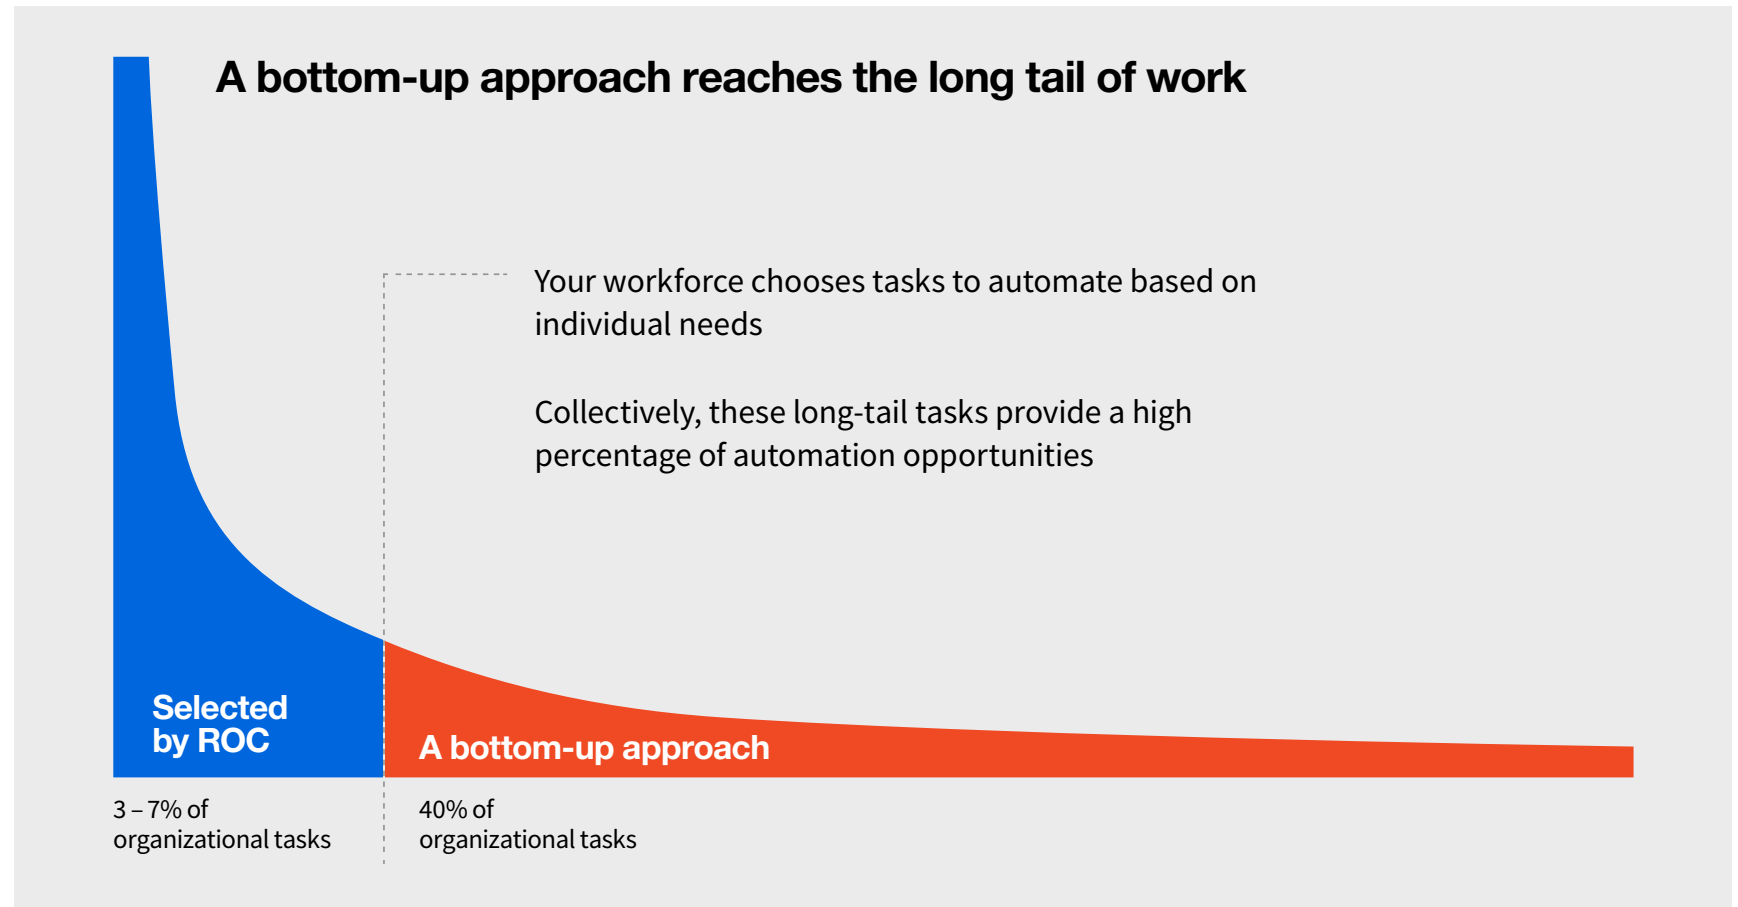 A bottom-up approach reaches the long tail of work
Your workforce chooses tasks to automate based on
individual needs
Collectively, these long-tail tasks provide a high
percentage of automation opportunities
Selected
by ROC
A bottom-up approach
3 – 7% of
organizational tasks
40% of
organizational tasks